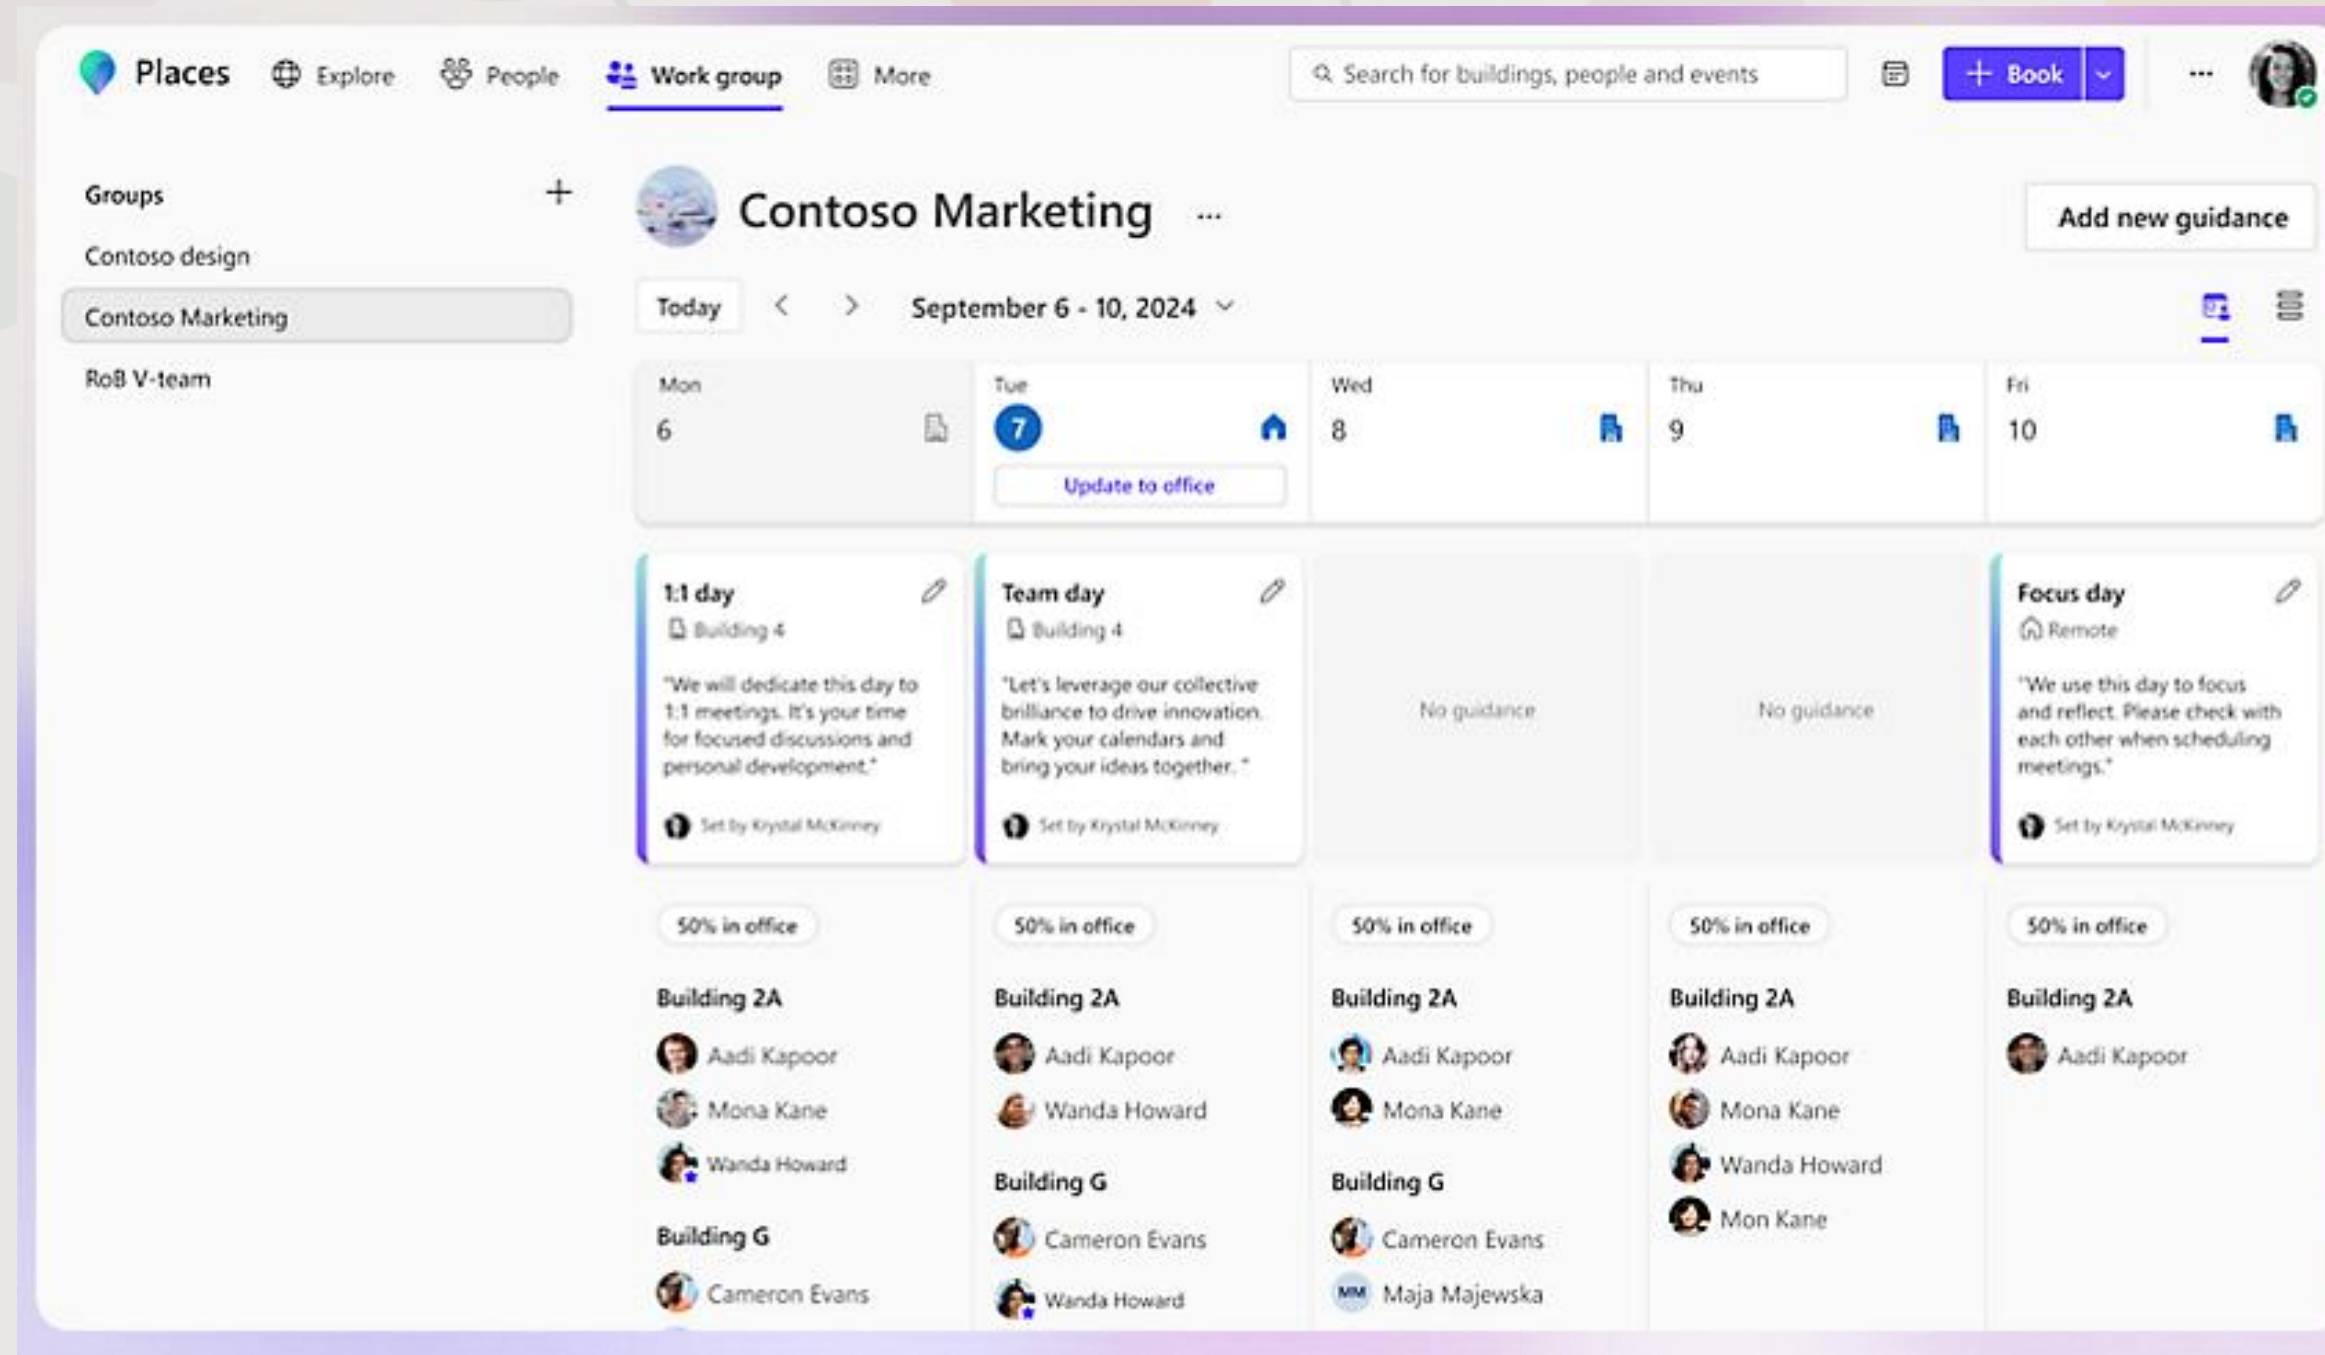 Places
Explore
People
Work group
More
Search for buildings, people and events
+ Book
Groups
Contoso design
Contoso Marketing
RoB V-team
Contoso Marketing
Add new guidance
Today
September 6 - 10, 2024
Mon
6
Tue
7
Update to office
Wed
8
Thu
9
Fri
10
1:1 day
Building 4
"We will dedicate this day to
1:1 meetings. It's your time
for focused discussions and
personal development."
Set by Krystal McKinney
Team day
Building 4
"Let's leverage our collective
brilliance to drive innovation.
Mark your calendars and
bring your ideas together. "
Set by Krystal McKinney
No guidance
No guidance
Focus day
Remote
"We use this day to focus
and reflect. Please check with
each other when scheduling
meetings."
Set by Krystal McKinney
50% in office
Building 2A
Aadi Kapoor
Mona Kane
Wanda Howard
Building G
Cameron Evans
50% in office
Building 2A
Aadi Kapoor
Wanda Howard
Building G
Cameron Evans
Wanda Howard
50% in office
Building 2A
Aadi Kapoor
Mona Kane
Building G
Cameron Evans
MM Maja Majewska
50% in office
Building 2A
Aadi Kapoor
Mona Kane
Wanda Howard
Mon Kane
50% in office
Building 2A
Aadi Kapoor